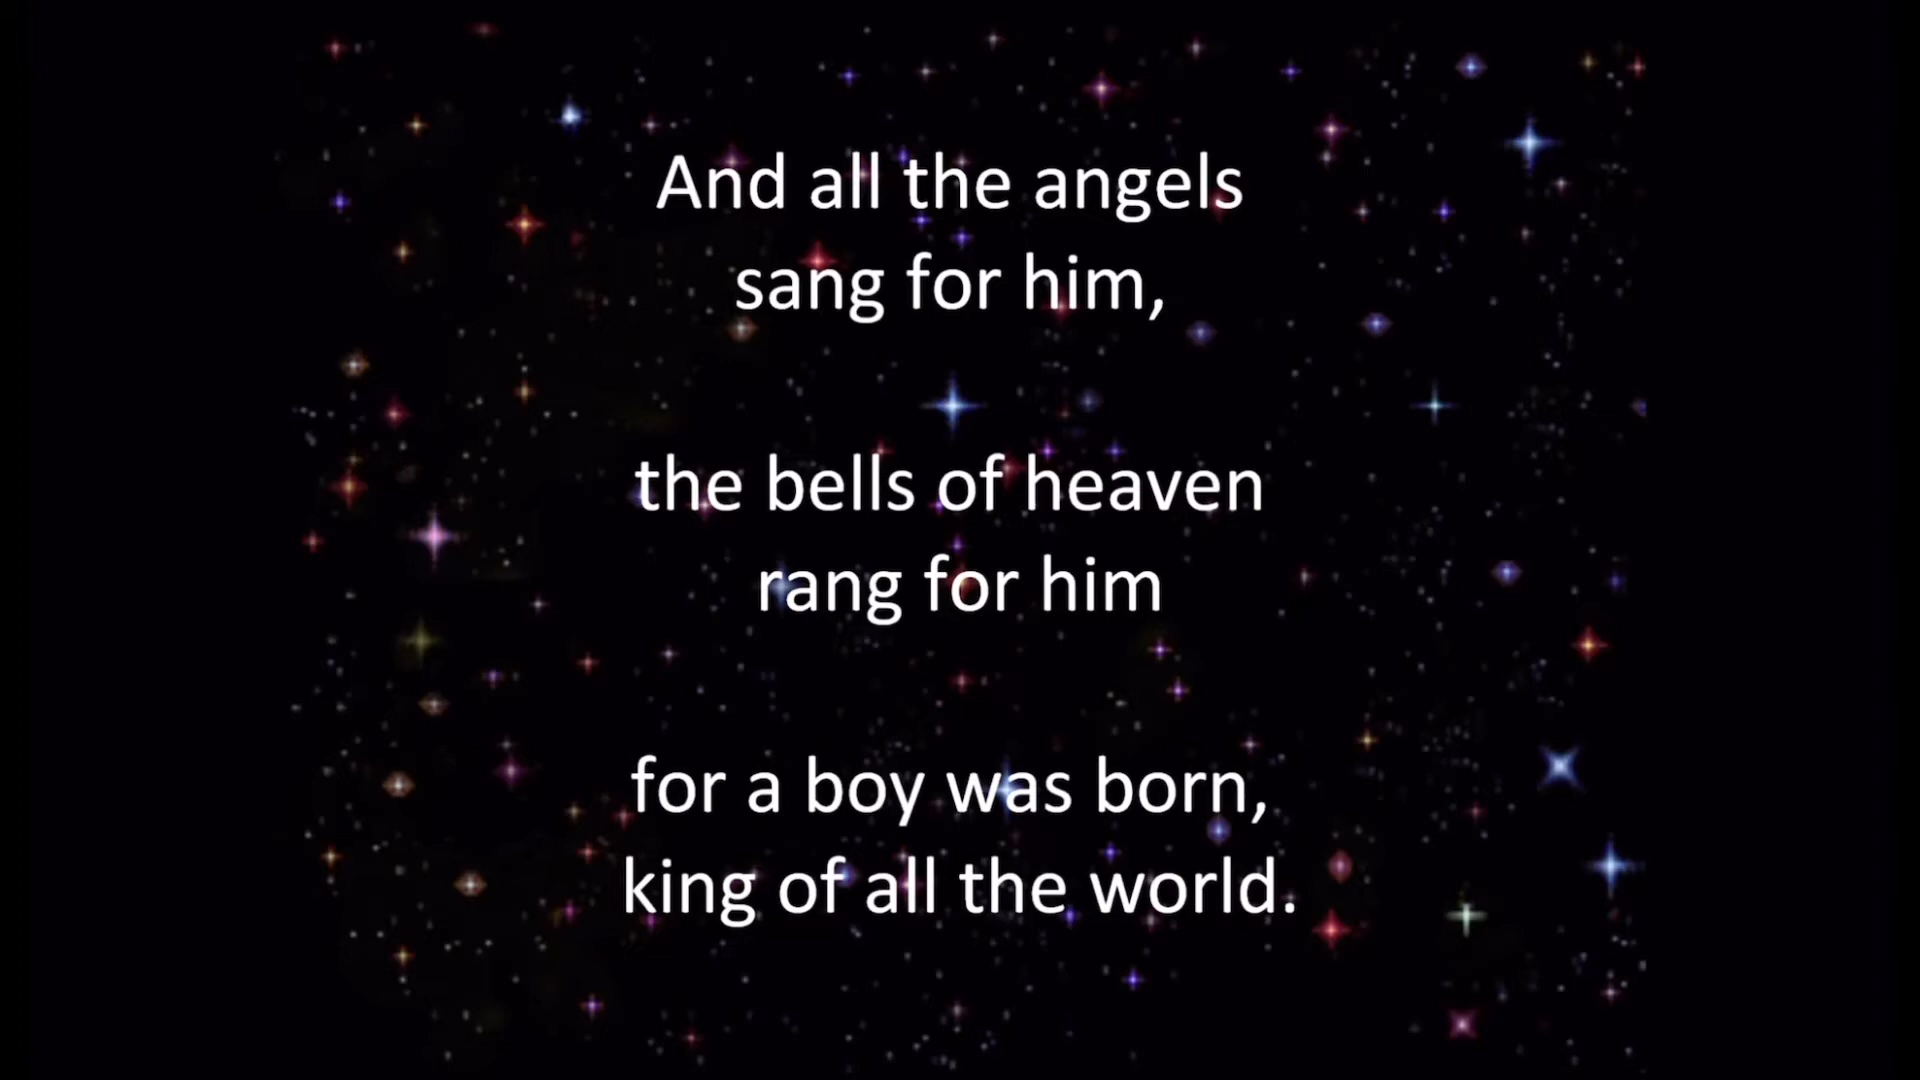 And all the angels
sang for him,
the bells of heaven
rang for him
for a boy was born,
king of all the world.